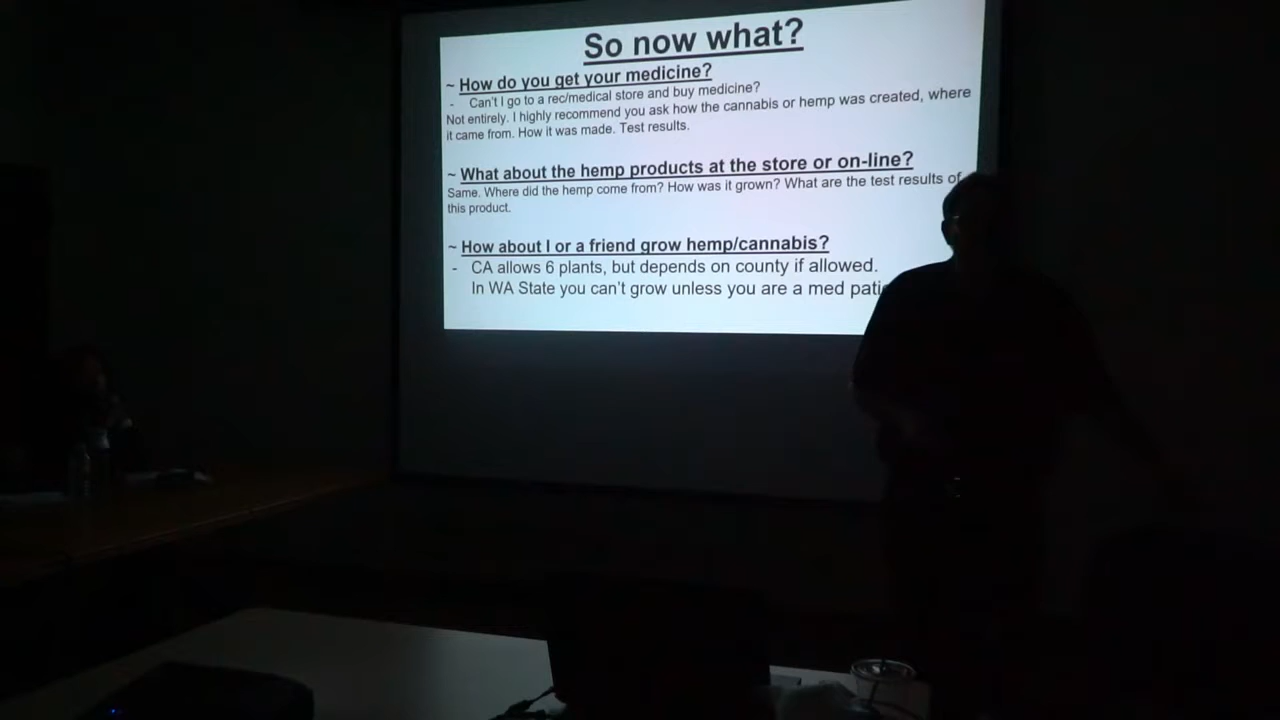 So now what?
~ How do you get your medicine?
- Can't I go to a rec/medical store and buy medicine?
Not entirely. I highly recommend you ask how the cannabis or hemp was created, where
it came from. How it was made. Test results.
~ What about the hemp products at the store or on-line?
Same. Where did the hemp come from? How was it grown? What are the test results of
this product.
~ How about I or a friend grow hemp/cannabis?
- CA allows 6 plants, but depends on county if allowed.
In WA State you can't grow unless you are a med